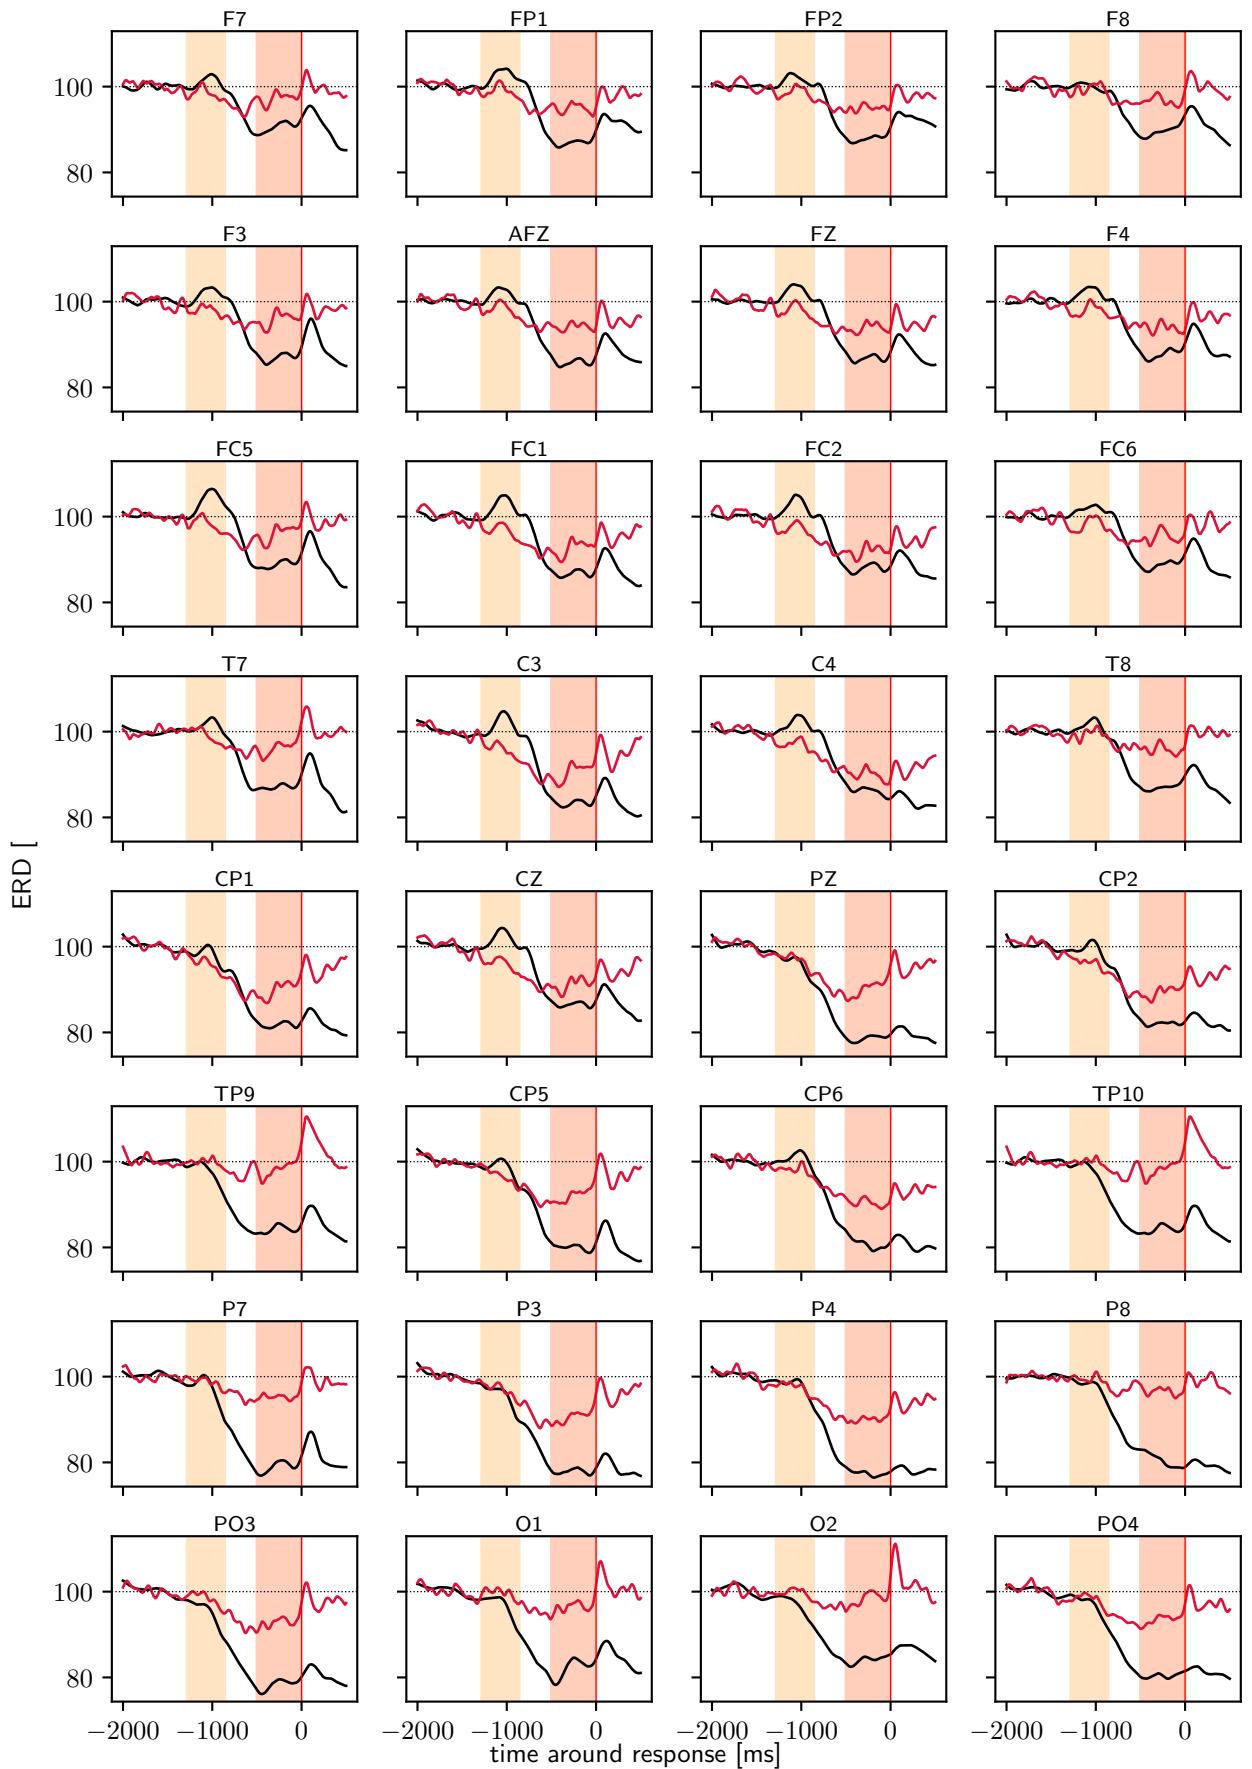 F7 FP1 FP2 F8
100
80
F3 AFZ FZ F4
100
80
FC5 FC1 FC2 FC6
100
80
T7 C3 C4 T8
100
80
ERD [
CP1 CZ PZ CP2
100
80
TP9 CP5 CP6 TP10
100
80
P7 P3 P4 P8
100
80
PO3 O1 O2 PO4
100
80
−2000 −1000 0 −2000 −1000 0 −2000 −1000 0 −2000 −1000 0
time around response [ms]